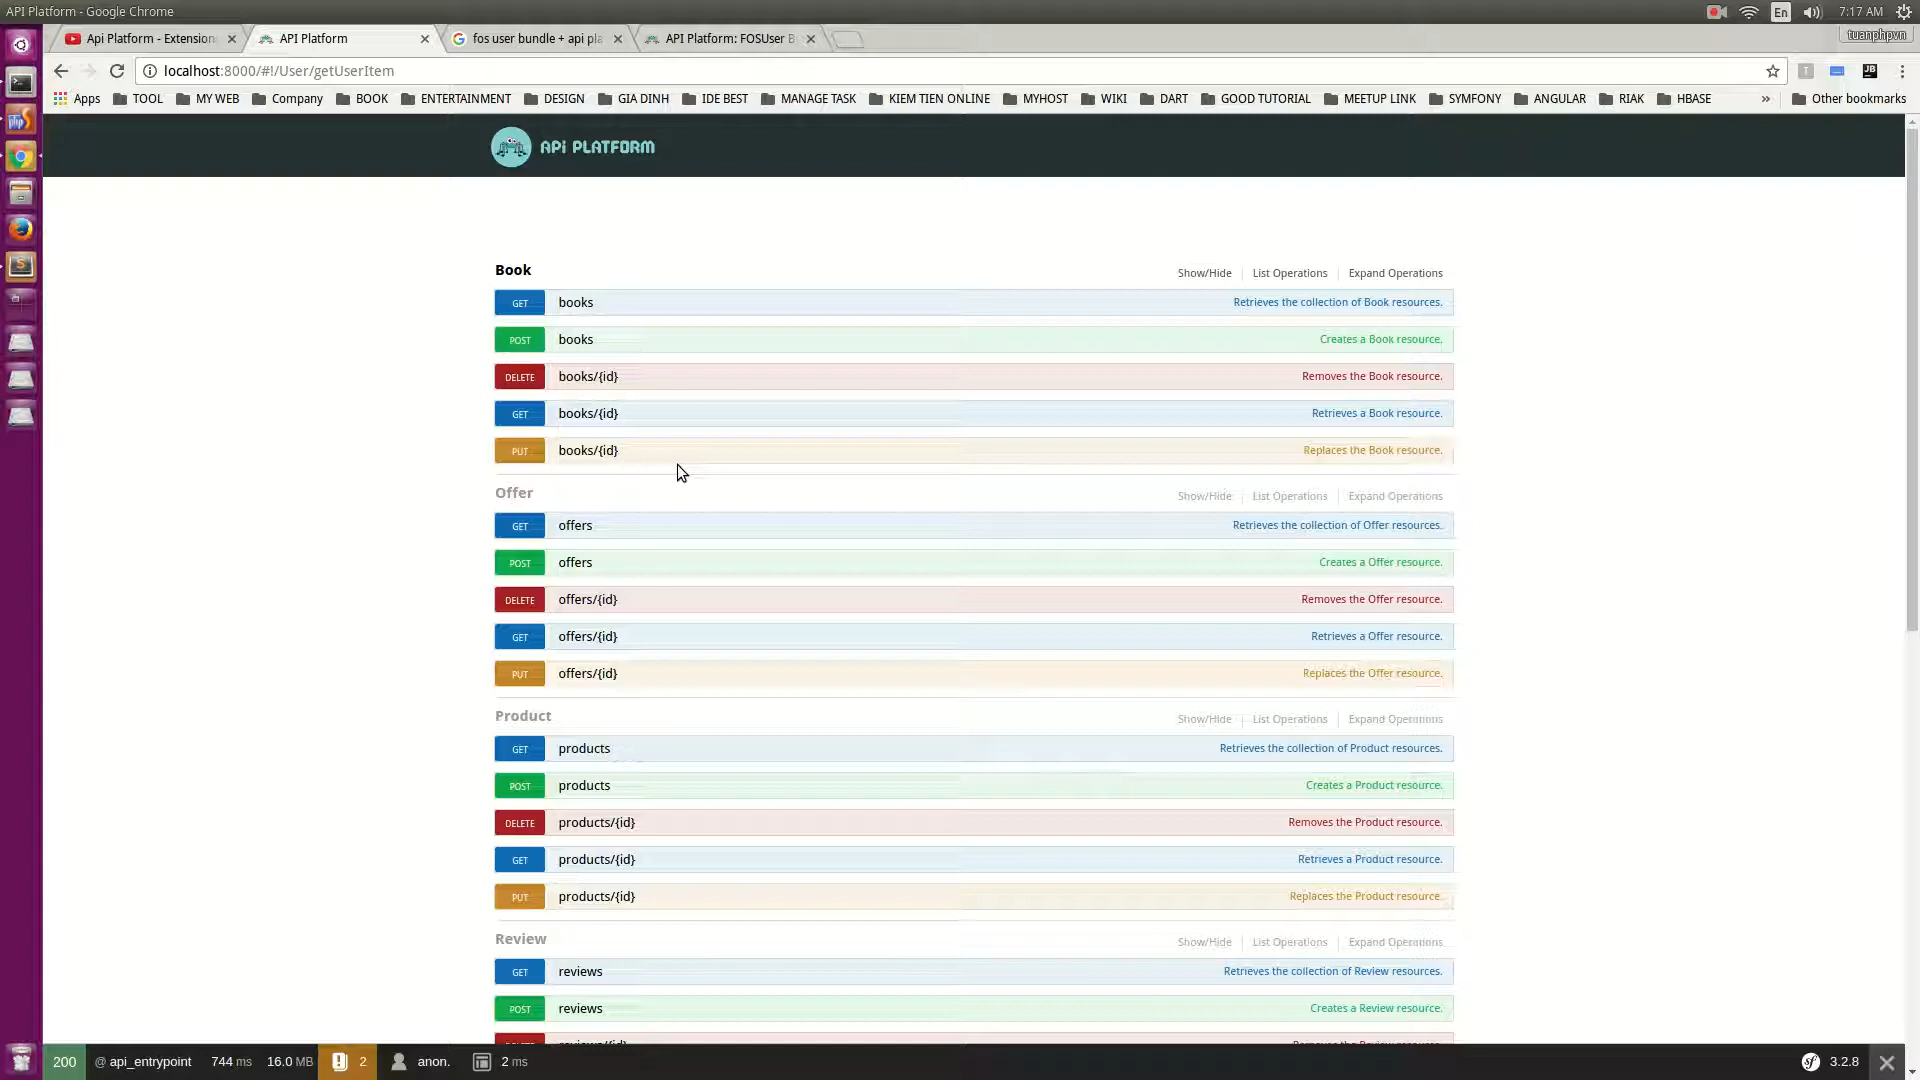 API Platform - Google Chrome
En
7:17 AM
Api Platform - Extension
API Platform
fos user bundle + api pla
API Platform: FOSUser B
tuanphpvn
localhost:8000/#!/User/getUserItem
Apps
TOOL
MY WEB
Company
BOOK
ENTERTAINMENT
DESIGN
GIA DINH
IDE BEST
MANAGE TASK
KIEM TIEN ONLINE
MYHOST
WIKI
DART
GOOD TUTORIAL
MEETUP LINK
SYMFONY
ANGULAR
RIAK
HBASE
»
Other bookmarks
API PLATFORM
Book
Show/Hide
List Operations
Expand Operations
GET books Retrieves the collection of Book resources.
POST books Creates a Book resource.
DELETE books/{id} Removes the Book resource.
GET books/{id} Retrieves a Book resource.
PUT books/{id} Replaces the Book resource.
Offer
Show/Hide
List Operations
Expand Operations
GET offers Retrieves the collection of Offer resources.
POST offers Creates a Offer resource.
DELETE offers/{id} Removes the Offer resource.
GET offers/{id} Retrieves a Offer resource.
PUT offers/{id} Replaces the Offer resource.
Product
Show/Hide
List Operations
Expand Operations
GET products Retrieves the collection of Product resources.
POST products Creates a Product resource.
DELETE products/{id} Removes the Product resource.
GET products/{id} Retrieves a Product resource.
PUT products/{id} Replaces the Product resource.
Review
Show/Hide
List Operations
Expand Operations
GET reviews Retrieves the collection of Review resources.
POST reviews Creates a Review resource.
200 @ api_entrypoint 744 ms 16.0 MB 2 anon. 2 ms sf 3.2.8